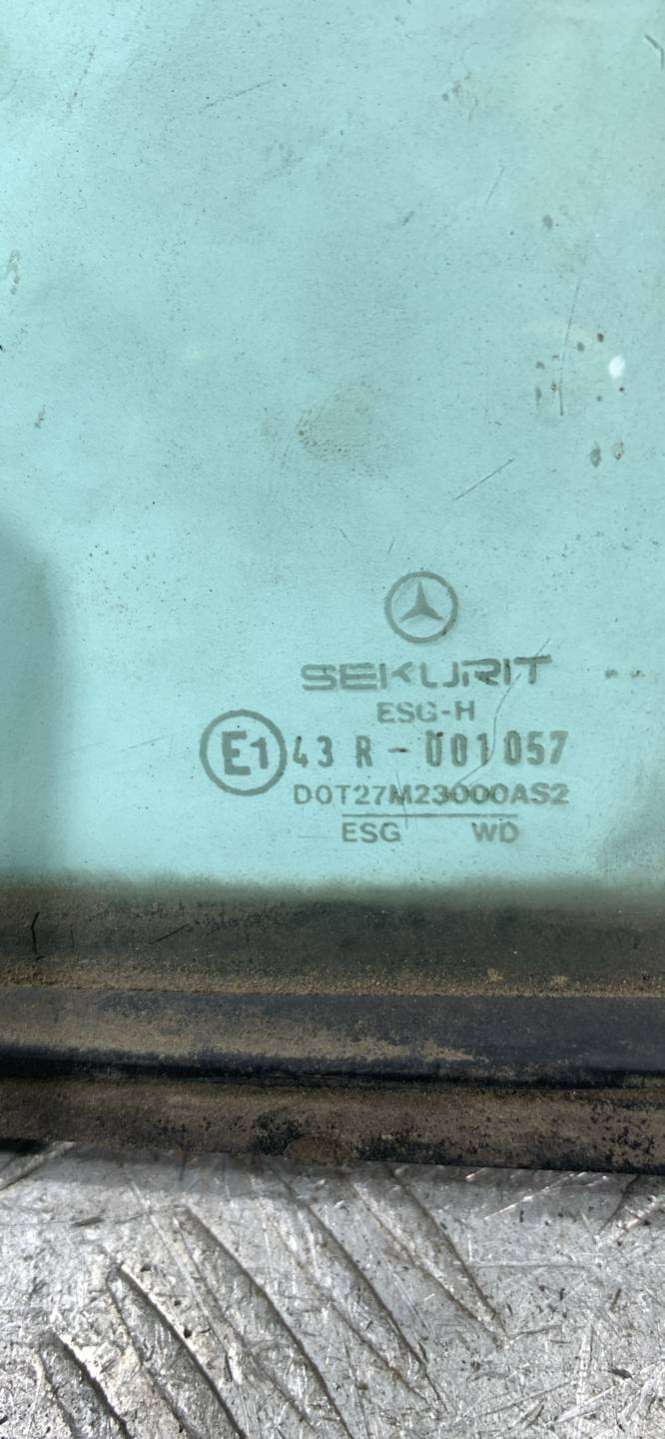 SEKURIT
ESG-H
E1 43 R - 001057
DOT27M23000AS2
ESG WD